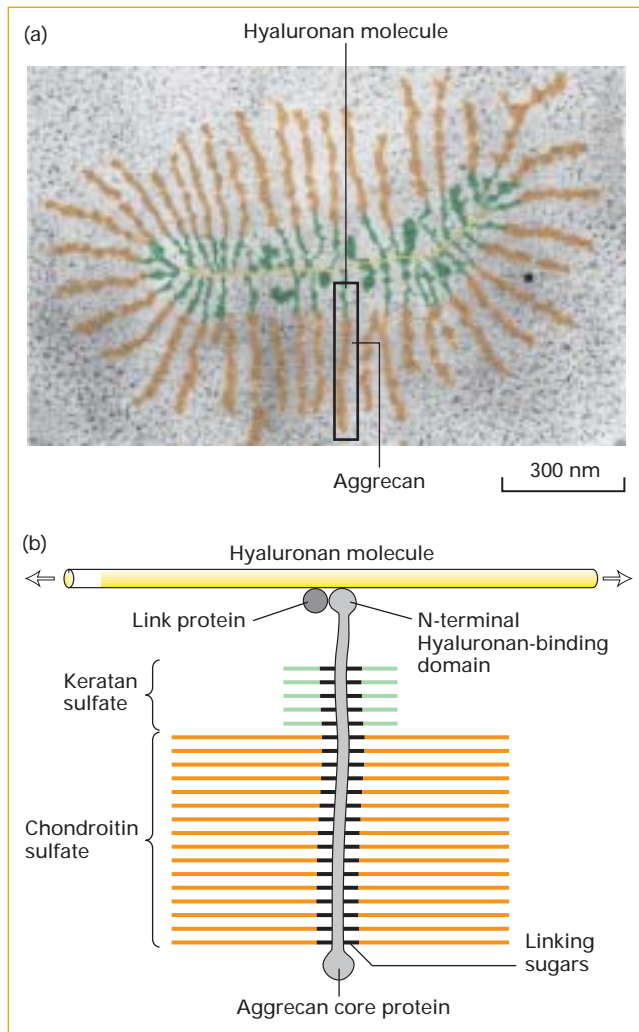 (a)
Hyaluronan molecule
Aggrecan
300 nm
(b)
Hyaluronan molecule
Link protein
N-terminal
Hyaluronan-binding
domain
Keratan
sulfate
Chondroitin
sulfate
Linking
sugars
Aggrecan core protein